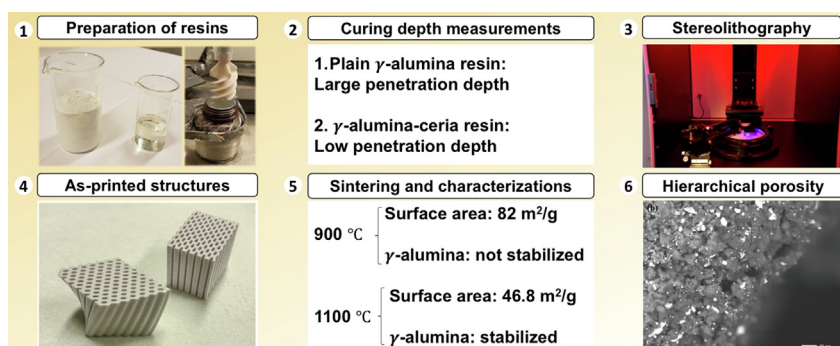 1 Preparation of resins
2 Curing depth measurements
1. Plain γ-alumina resin:
Large penetration depth
2. γ-alumina-ceria resin:
Low penetration depth
3 Stereolithography
4 As-printed structures
5 Sintering and characterizations
900 °C
Surface area: 82 m²/g
γ-alumina: not stabilized
1100 °C
Surface area: 46.8 m²/g
γ-alumina: stabilized
6 Hierarchical porosity
(b)